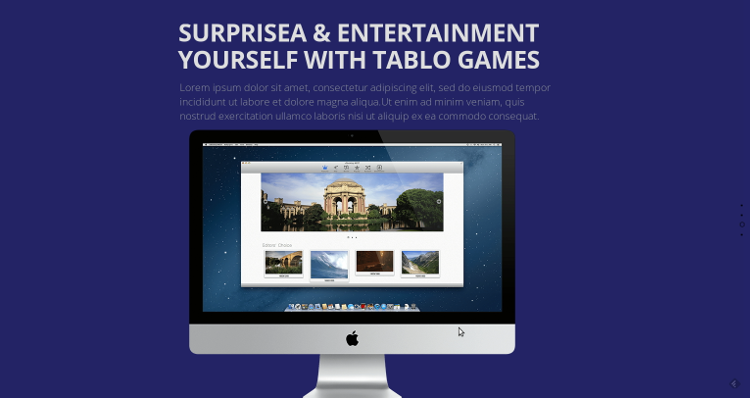 SURPRISEA & ENTERTAINMENT
YOURSELF WITH TABLO GAMES
Lorem ipsum dolor sit amet, consectetur adipiscing elit, sed do eiusmod tempor
incididunt ut labore et dolore magna aliqua.Ut enim ad minim veniam, quis
nostrud exercitation ullamco laboris nisi ut aliquip ex ea commodo consequat.
Editors' Choice